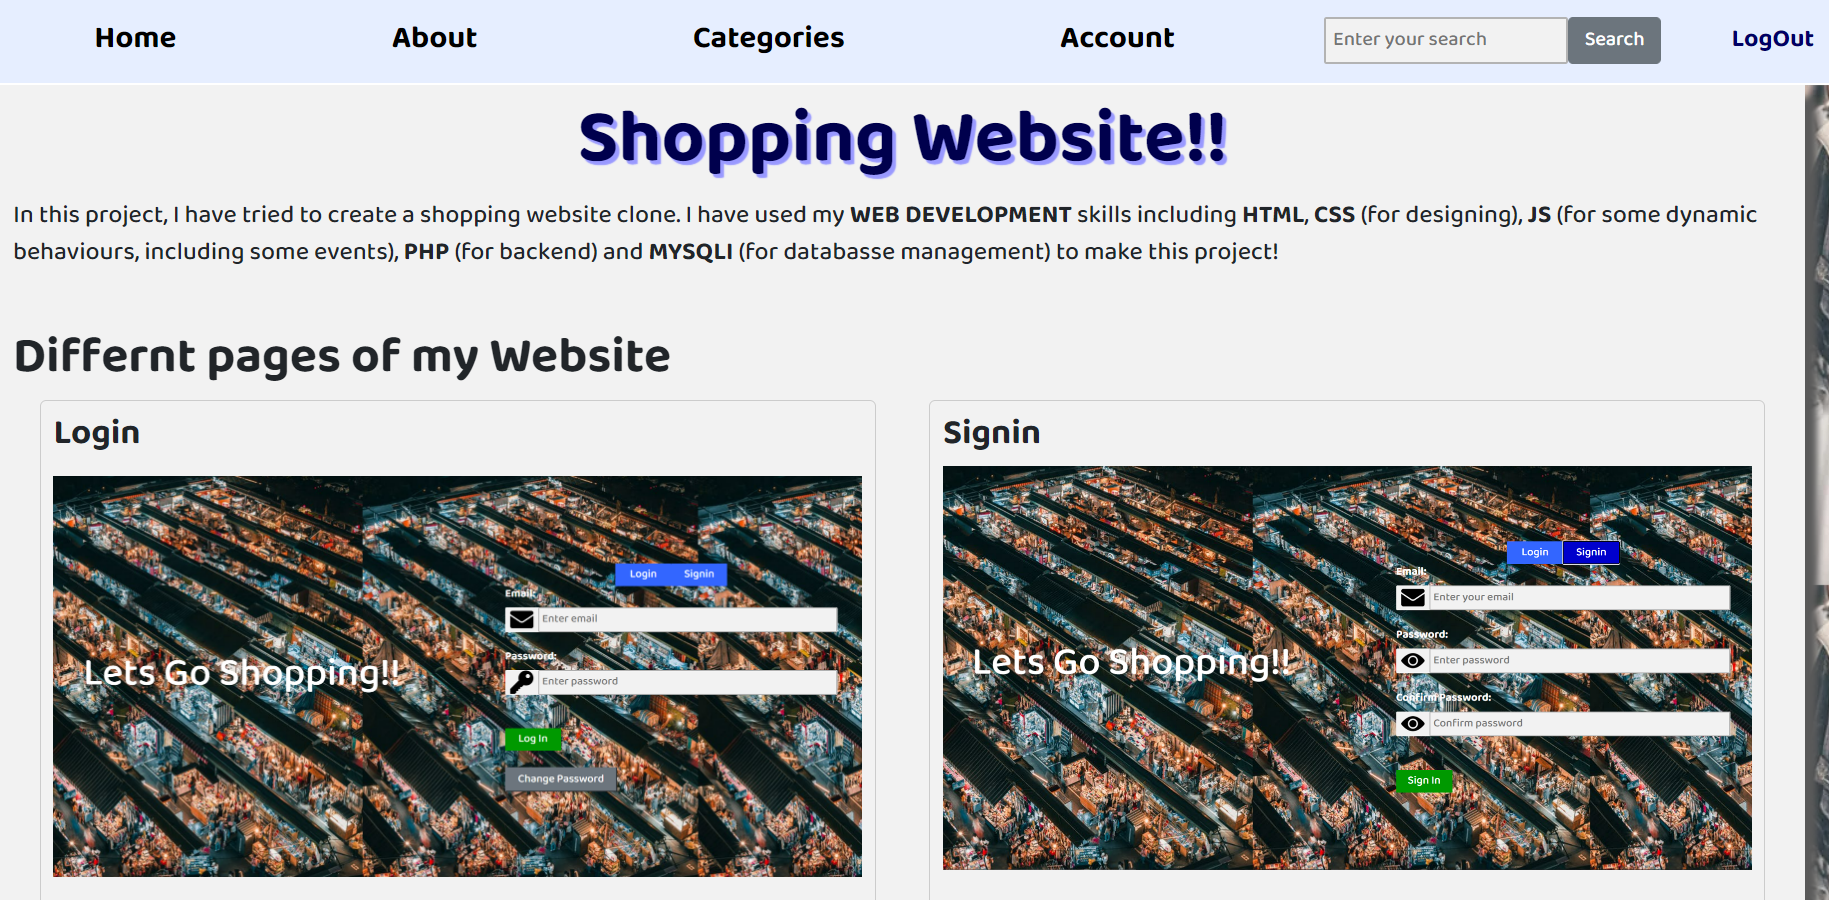 Home About Categories Account Enter your search Search LogOut
Shopping Website!!
In this project, I have tried to create a shopping website clone. I have used my WEB DEVELOPMENT skills including HTML, CSS (for designing), JS (for some dynamic
behaviours, including some events), PHP (for backend) and MYSQLI (for databasse management) to make this project!
Differnt pages of my Website
Login
Login Signin
Email:
Enter email
Password:
Enter password
Lets Go Shopping!!
Log In
Change Password
Signin
Login Signin
Email:
Enter your email
Password:
Enter password
Lets Go Shopping!!
Confirm Password:
Confirm password
Sign In